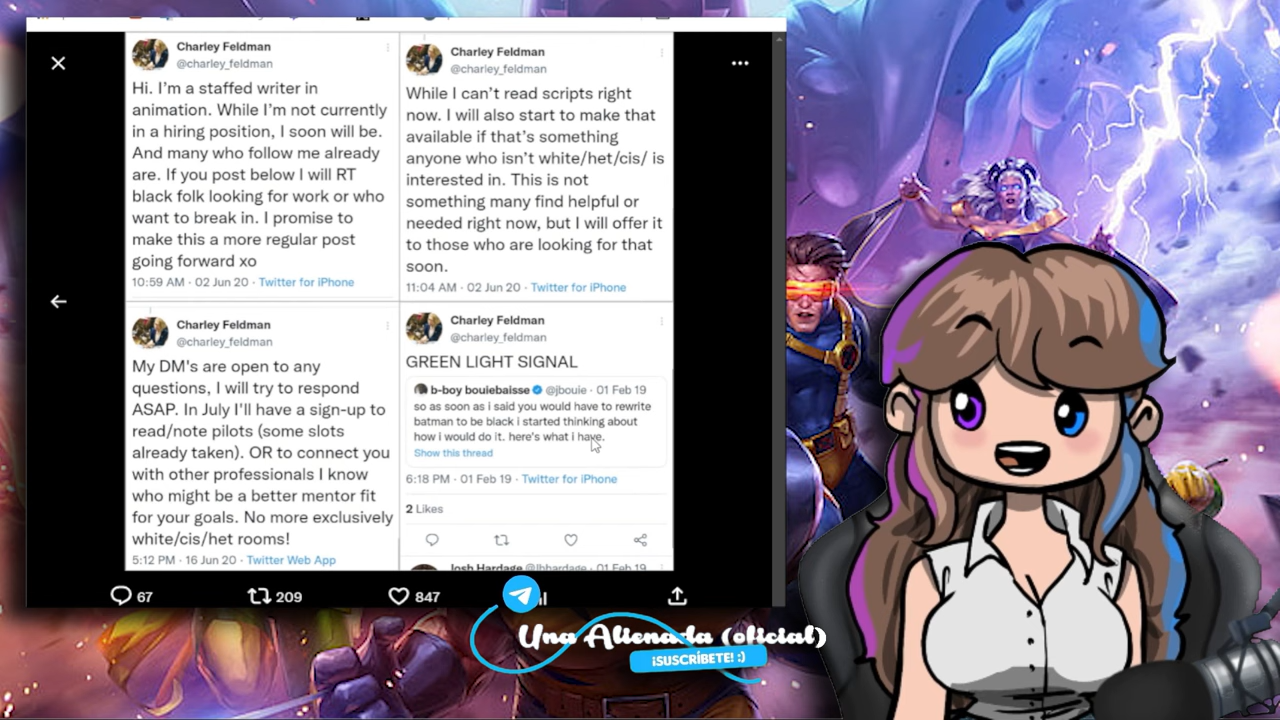 Charley Feldman
@charley_feldman
Hi. I'm a staffed writer in
animation. While I'm not currently
in a hiring position, I soon will be.
And many who follow me already
are. If you post below I will RT
black folk looking for work or who
want to break in. I promise to
make this a more regular post
going forward xo
10:59 AM · 02 Jun 20 · Twitter for iPhone
Charley Feldman
@charley_feldman
While I can't read scripts right
now. I will also start to make that
available if that's something
anyone who isn't white/het/cis/ is
interested in. This is not
something many find helpful or
needed right now, but I will offer it
to those who are looking for that
soon.
11:04 AM · 02 Jun 20 · Twitter for iPhone
Charley Feldman
@charley_feldman
My DM's are open to any
questions, I will try to respond
ASAP. In July I'll have a sign-up to
read/note pilots (some slots
already taken). OR to connect you
with other professionals I know
who might be a better mentor fit
for your goals. No more exclusively
white/cis/het rooms!
5:12 PM · 16 Jun 20 · Twitter Web App
Charley Feldman
@charley_feldman
GREEN LIGHT SIGNAL
b-boy bouiebaisse @jbouie · 01 Feb 19
so as soon as i said you would have to rewrite
batman to be black i started thinking about
how i would do it. here's what i have.
Show this thread
6:18 PM · 01 Feb 19 · Twitter for iPhone
2 Likes
Josh Hardage @lbhardage · 01 Feb 19
67
209
847
Una Alienada (oficial)
¡SUSCRÍBETE! :)